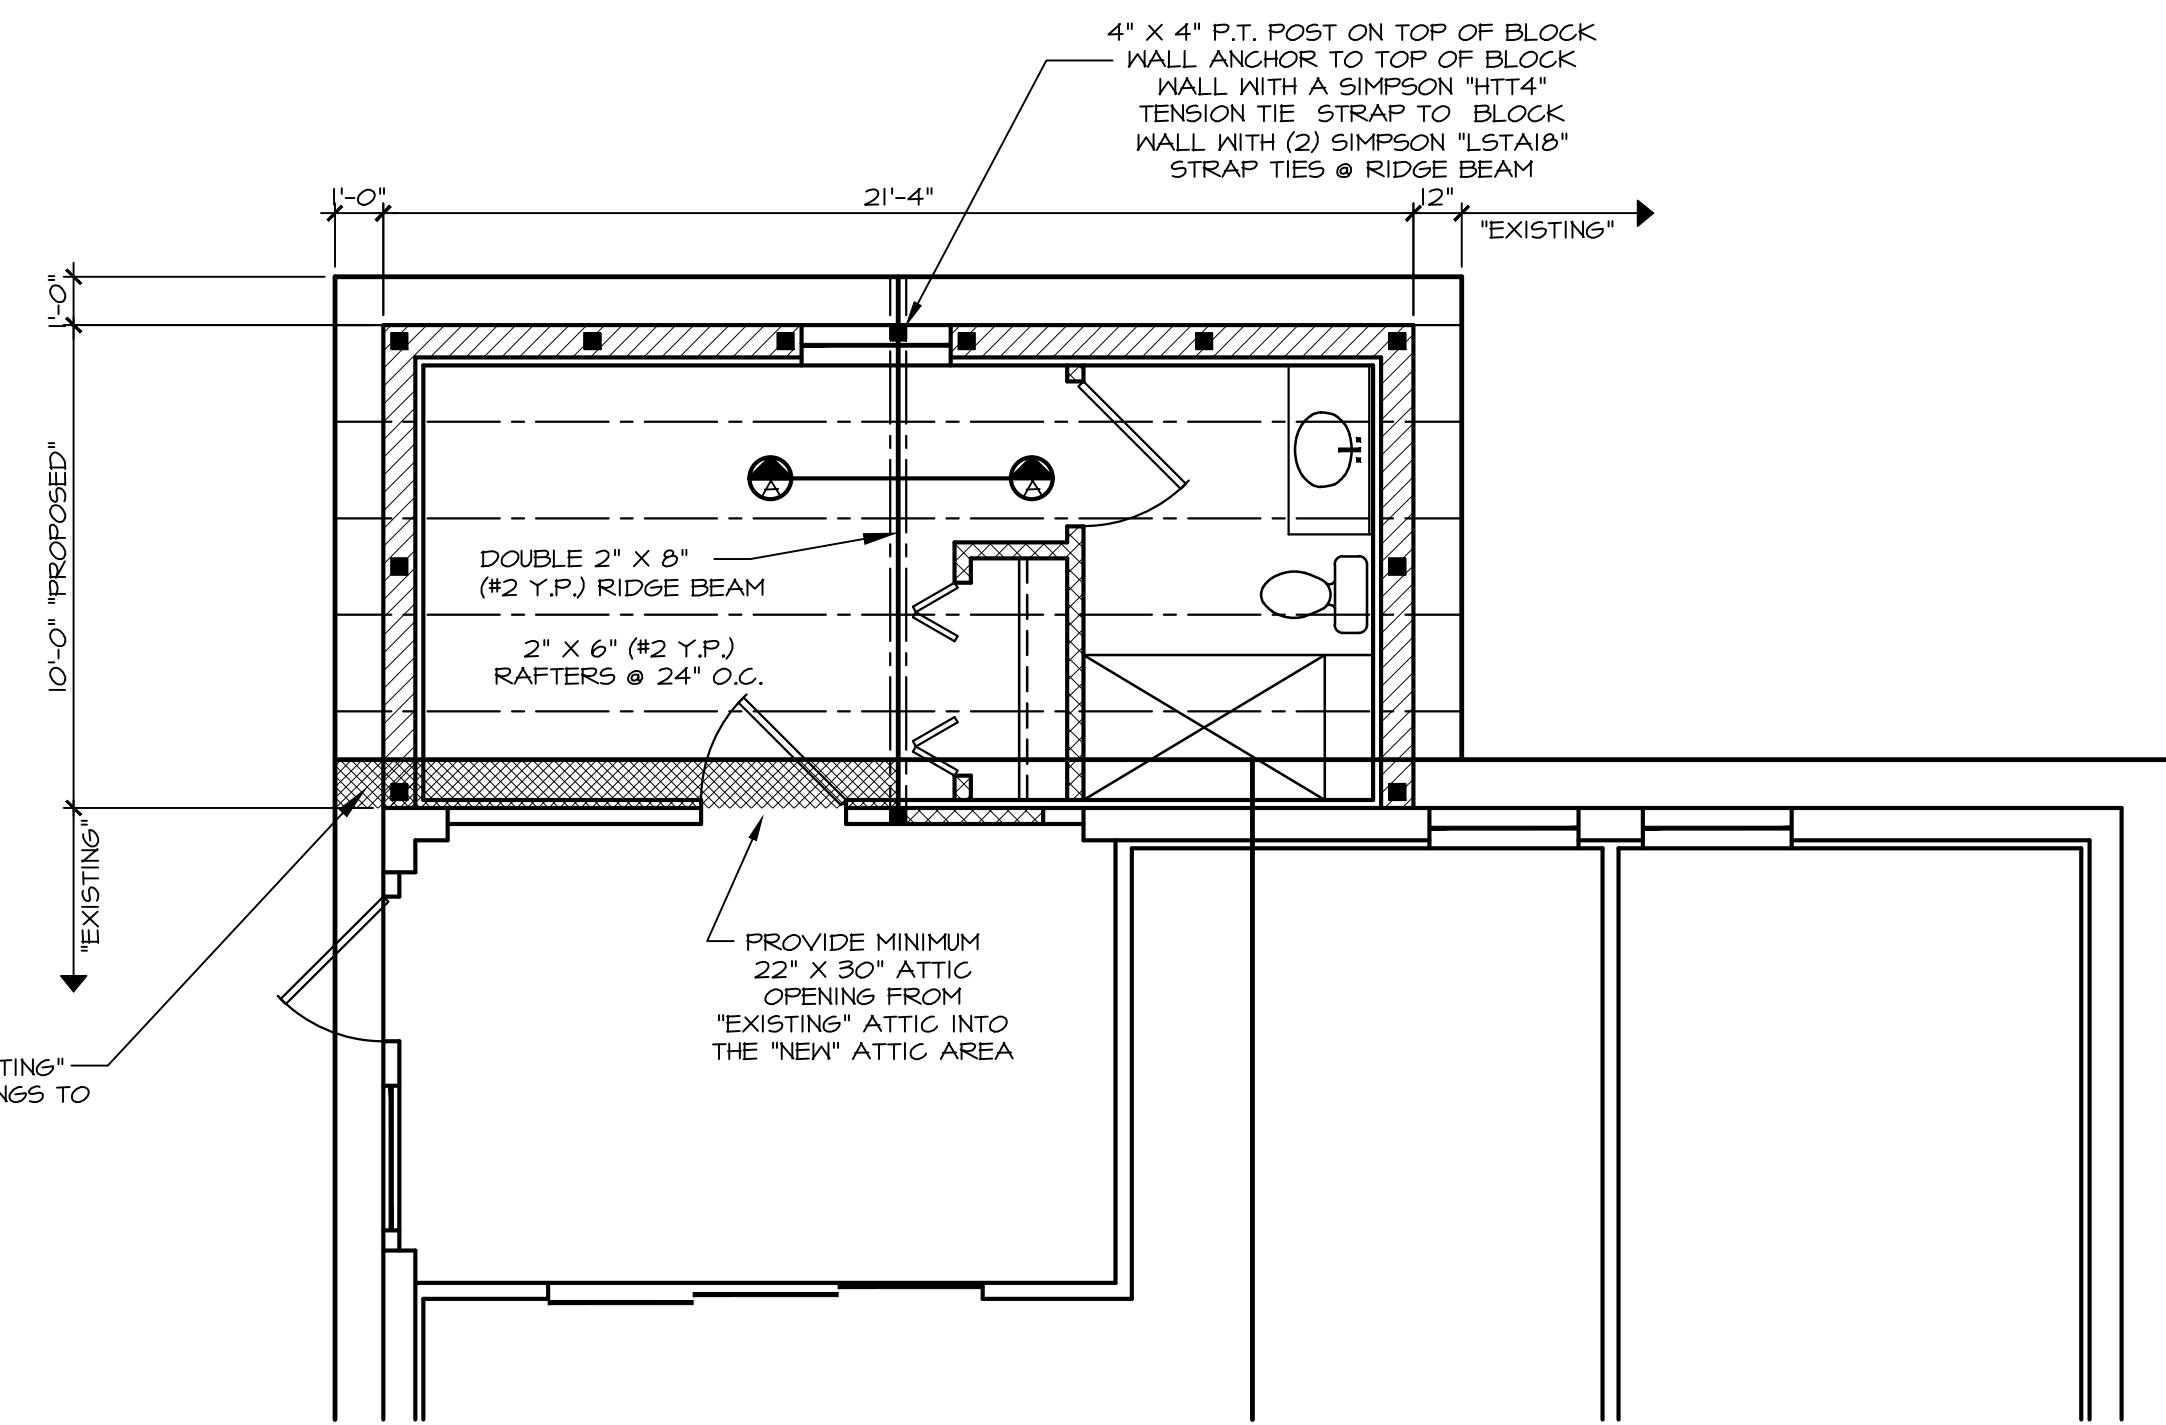 4" X 4" P.T. POST ON TOP OF BLOCK
WALL ANCHOR TO TOP OF BLOCK
WALL WITH A SIMPSON "HTT4"
TENSION TIE STRAP TO BLOCK
WALL WITH (2) SIMPSON "LSTA18"
STRAP TIES @ RIDGE BEAM
1'-0"
21'-4"
12"
"EXISTING"
1'-0"
10'-0" "PROPOSED"
"EXISTING"
A
A
DOUBLE 2" X 8"
(#2 Y.P.) RIDGE BEAM
2" X 6" (#2 Y.P.)
RAFTERS @ 24" O.C.
PROVIDE MINIMUM
22" X 30" ATTIC
OPENING FROM
"EXISTING" ATTIC INTO
THE "NEW" ATTIC AREA
TING"
NGS TO